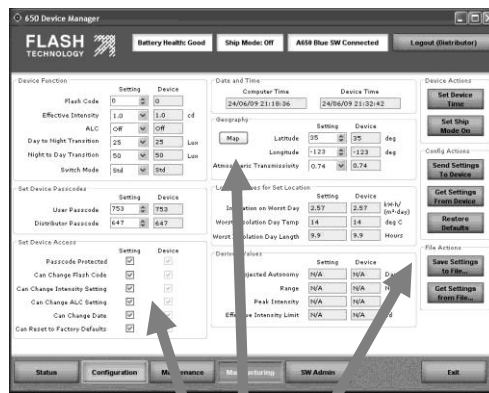 650 Device Manager
FLASH
TECHNOLOGY
Battery Health: Good
Ship Mode: Off
A650 Blue SW Connected
Logout (Distributor)
Device Function
Setting Device
Flash Code 0 0
Effective Intensity 1.0 1.0 cd
ALC Off Off
Day to Night Transition 25 25 Lux
Night to Day Transition 50 50 Lux
Switch Mode Std Std
Set Device Passcodes
Setting Device
User Passcode 753 753
Distributor Passcode 647 647
Set Device Access
Setting Device
Passcode Protected
Can Change Flash Code
Can Change Intensity Setting
Can Change ALC Setting
Can Change Date
Can Reset to Factory Defaults
Date and Time
Computer Time Device Time
24/06/09 21:18:36 24/06/09 21:32:42
Geography
Setting Device
Map Latitude 35 35 deg
Longitude -123 -123 deg
Transmissivity 0.74 0.74
Values for Set Location
Setting Device
on Worst Day 2.57 2.57 kW-h/
(m²·day)
Insolation Day Temp 14 14 deg C
Worst Insolation Day Length 9.9 9.9 Hours
Values
Setting Device
Projected Autonomy N/A N/A
Range N/A N/A
Peak Intensity N/A N/A
Effective Intensity Limit N/A N/A
Device Actions
Set Device
Time
Set Ship
Mode On
Config Actions
Send Settings
To Device
Get Settings
From Device
Restore
Defaults
File Actions
Save Settings
to File...
Get Settings
from File...
Status
Configuration
Maintenance
Manufacturing
SW Admin
Exit